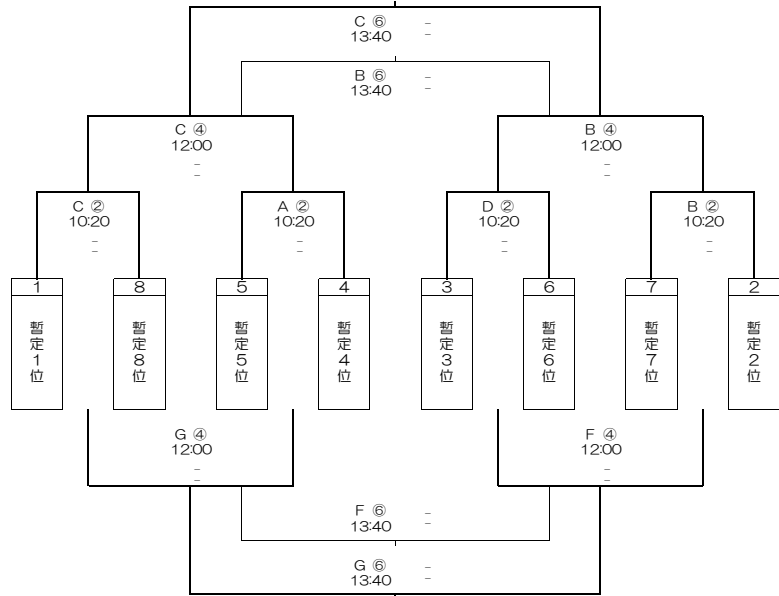 C ⑥
13:40
B ⑥
13:40
C ④
12:00
B ④
12:00
C ②
10:20
A ②
10:20
D ②
10:20
B ②
10:20
1
8
5
4
3
6
7
2
暫定1位
暫定8位
暫定5位
暫定4位
暫定3位
暫定6位
暫定7位
暫定2位
G ④
12:00
F ④
12:00
F ⑥
13:40
G ⑥
13:40